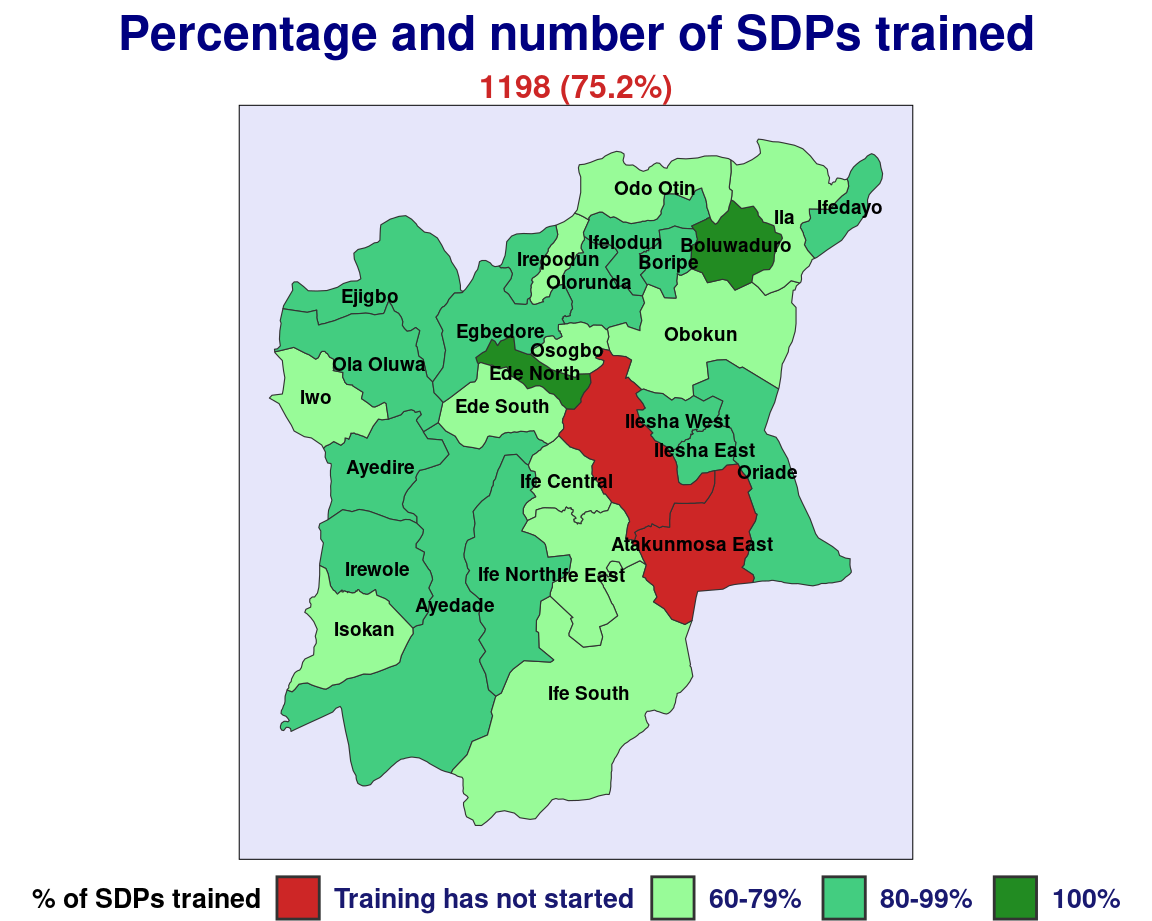 Percentage and number of SDPs trained
1198 (75.2%)
Odo Otin
Ila
Ifedayo
Ifelodun
Boluwaduro
Irepodun
Boripe
Olorunda
Ejigbo
Egbedore
Obokun
Osogbo
Ola Oluwa
Ede North
Iwo
Ede South
Ilesha West
Ilesha East
Ayedire
Oriade
Ife Central
Atakunmosa East
Irewole
Ife North
Ife East
Ayedade
Isokan
Ife South
% of SDPs trained
Training has not started
60-79%
80-99%
100%